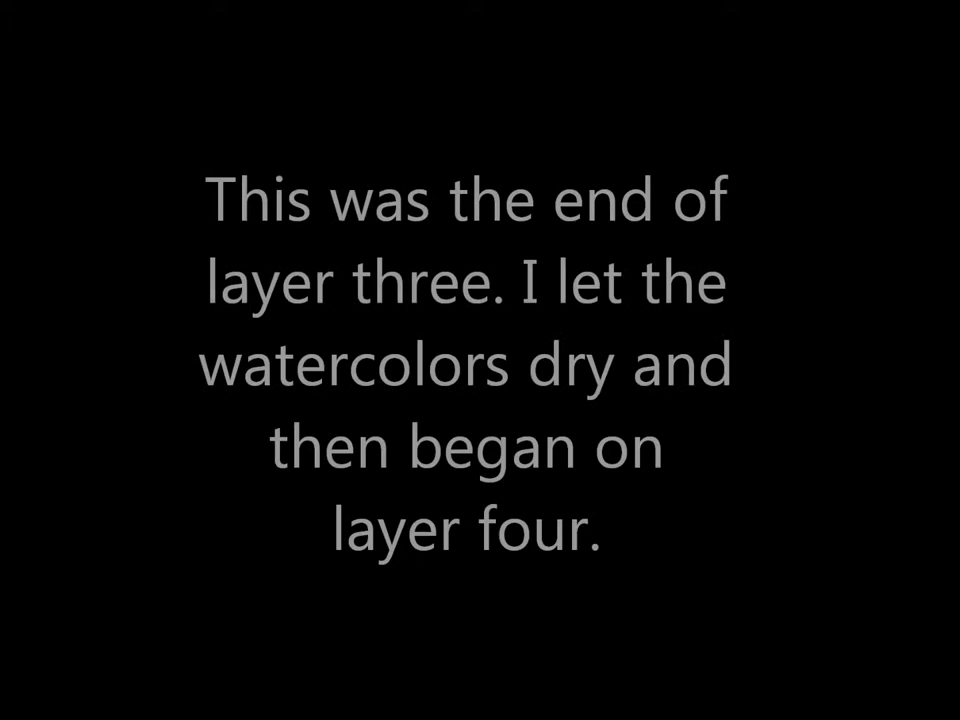 This was the end of
layer three. I let the
watercolors dry and
then began on
layer four.